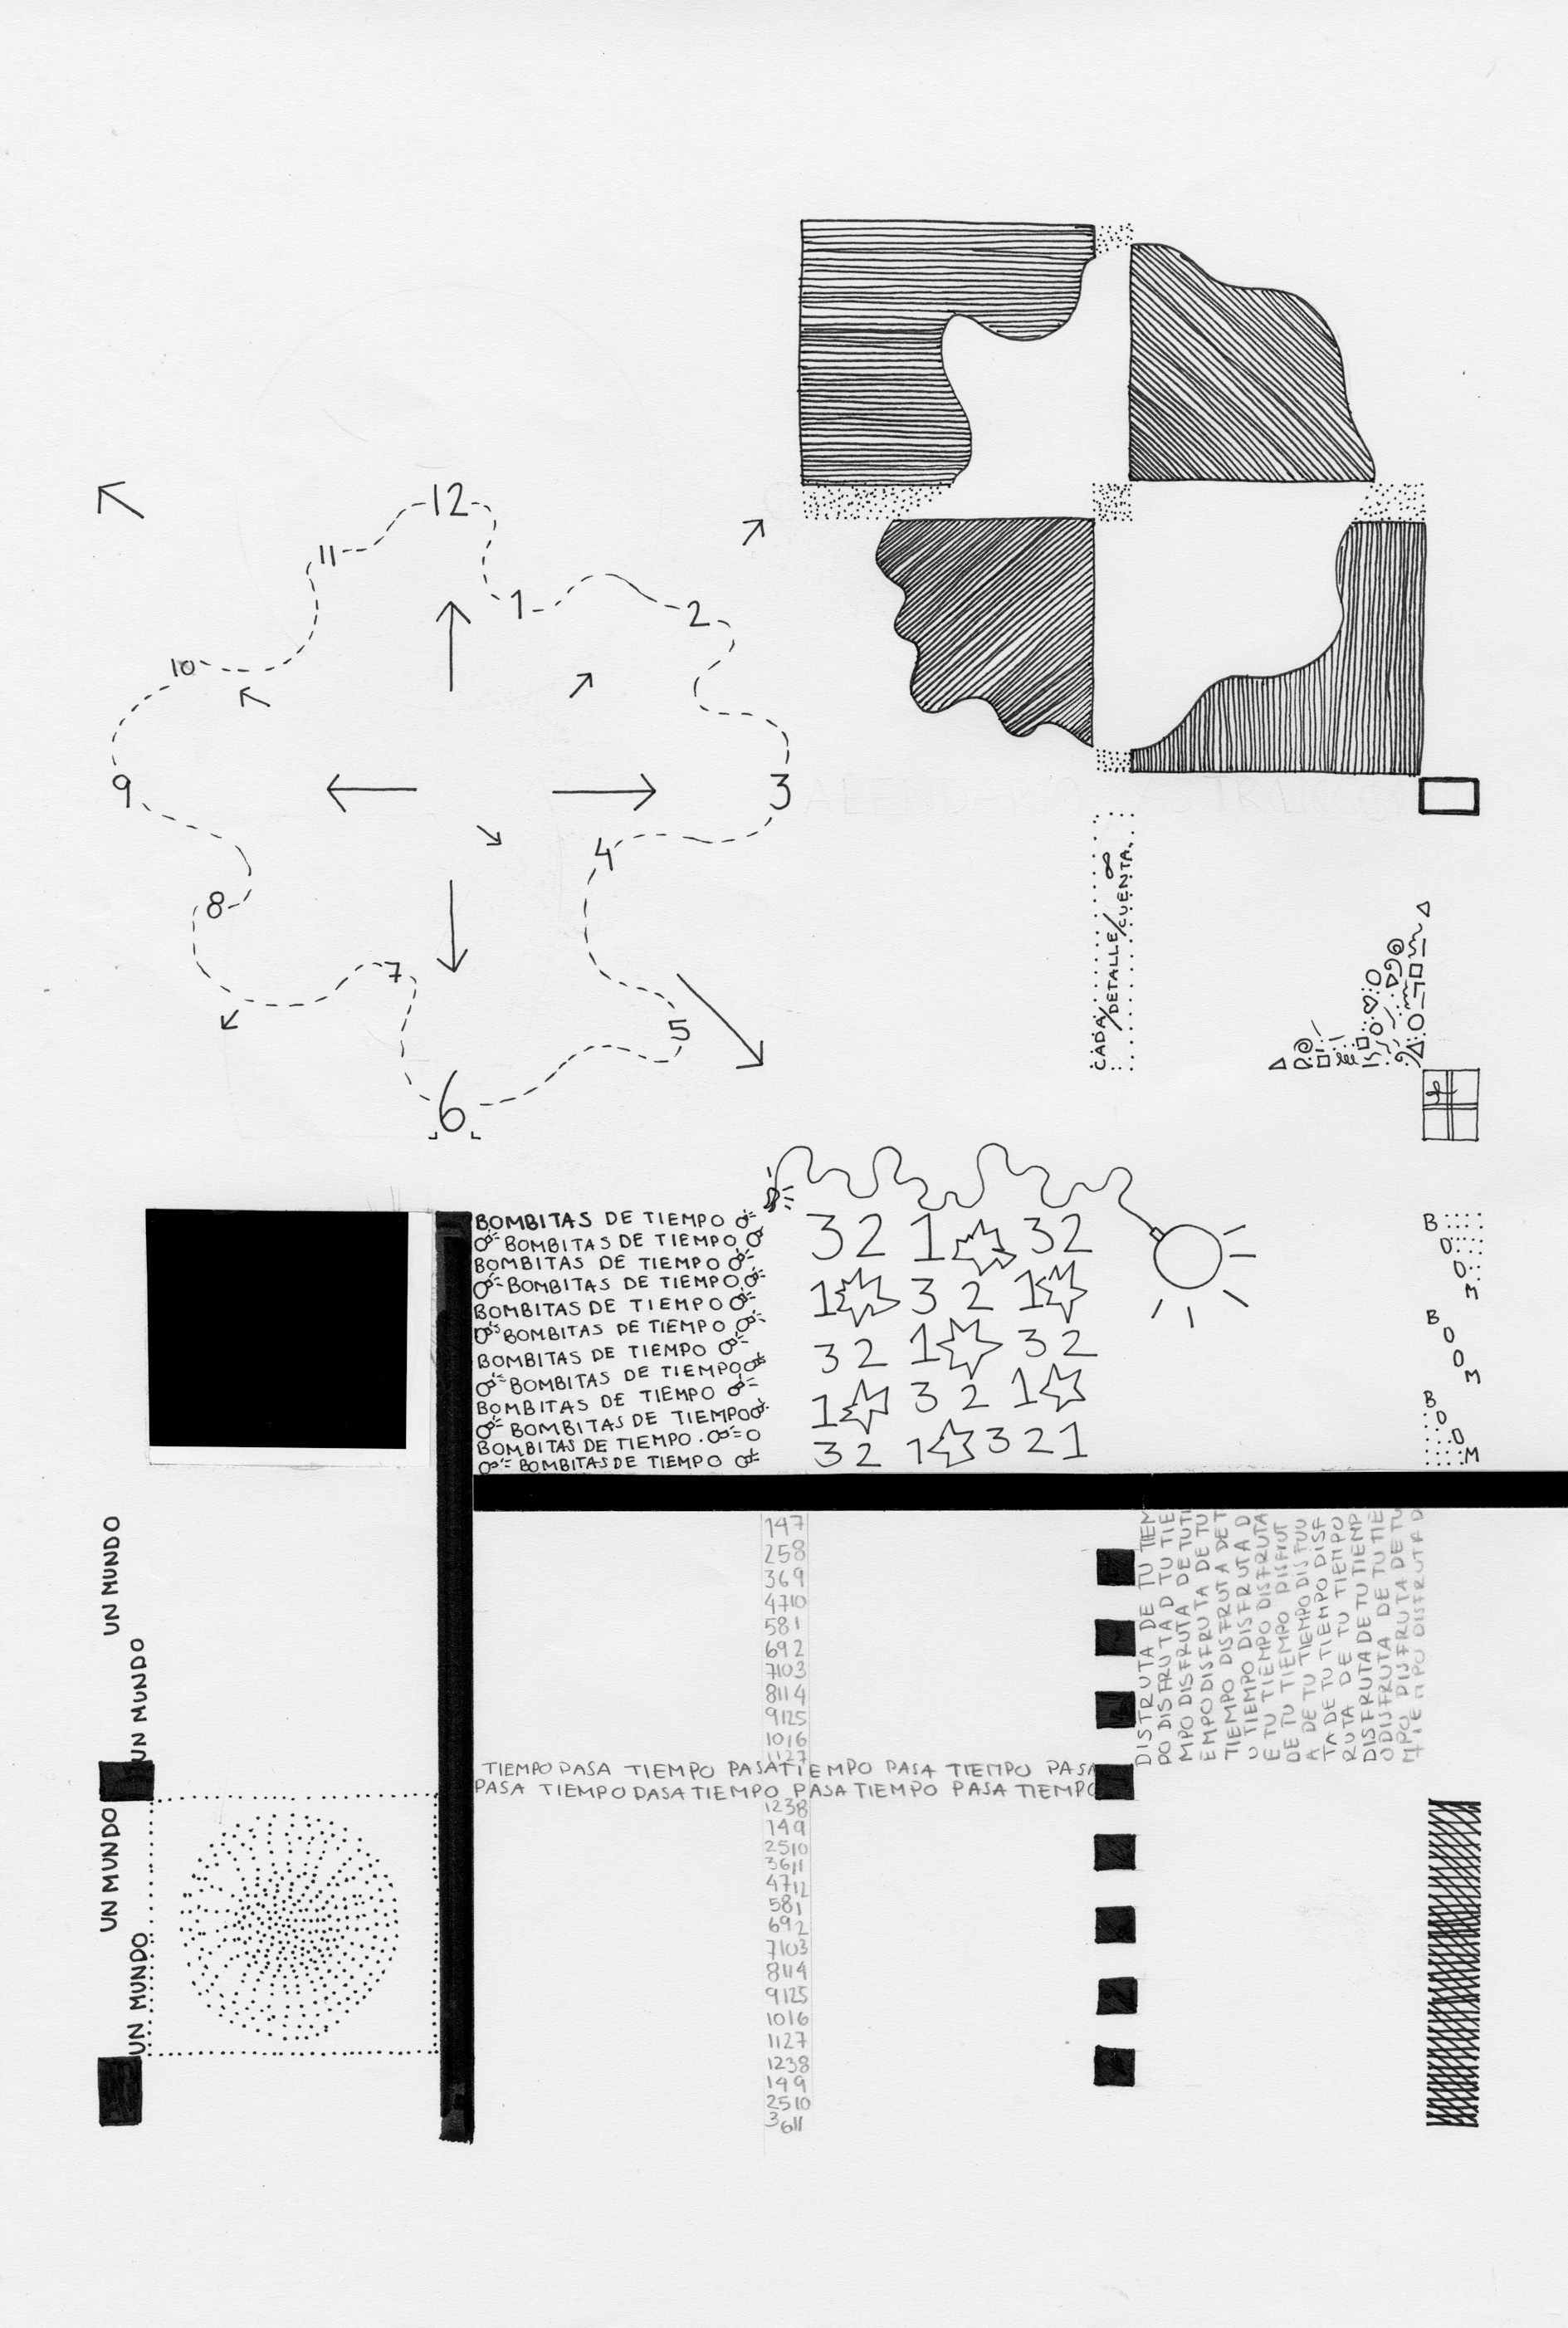 12
11
1
2
10
9
3
4
8
7
5
6
CADA/DETALLE/CUENTA.
BOMBITAS DE TIEMPO
BOMBITAS DE TIEMPO
BOMBITAS DE TIEMPO
BOMBITAS DE TIEMPO
BOMBITAS DE TIEMPO
BOMBITAS DE TIEMPO
BOMBITAS DE TIEMPO
BOMBITAS DE TIEMPO
BOMBITAS DE TIEMPO
BOMBITAS DE TIEMPO
BOMBITAS DE TIEMPO.
BOMBITAS DE TIEMPO
3 2 1 3 2
1 3 2 1
3 2 1 3 2
1 3 2 1
3 2 1 3 2 1
BOOM
BOOM
BOOM
UN MUNDO
UN MUNDO
UN MUNDO
UN MUNDO
147
258
369
4710
581
692
7103
8114
9125
1016
1127
TIEMPO PASA TIEMPO PASA TIEMPO PASA TIEMPO PASA
PASA TIEMPO PASA TIEMPO PASA TIEMPO PASA TIEMPO
1238
149
2510
3611
4712
581
692
7103
8114
9125
1016
1127
1238
149
2510
3611
DISTRUTA DE TU TIEM
PO DISFRUTA D TU TIE
MPO DISFRUTA DE TU TI
EMPO DISFRUTA DE TU
TIEMPO DISFRUTA DE T
U TIEMPO DISFRUTA D
E TU TIEMPO DISFRUTA
DE TU TIEMPO DISFRUT
A DE TU TIEMPO DISFUU
TA DE TU TIEMPO DISF
RUTA DE TU TIEMPO
DISFRUTA DE TU TIEMP
O DISFRUTA DE TU TIE
MPO DISFRUTA DE TU
TIEMPO DISFRUTA D